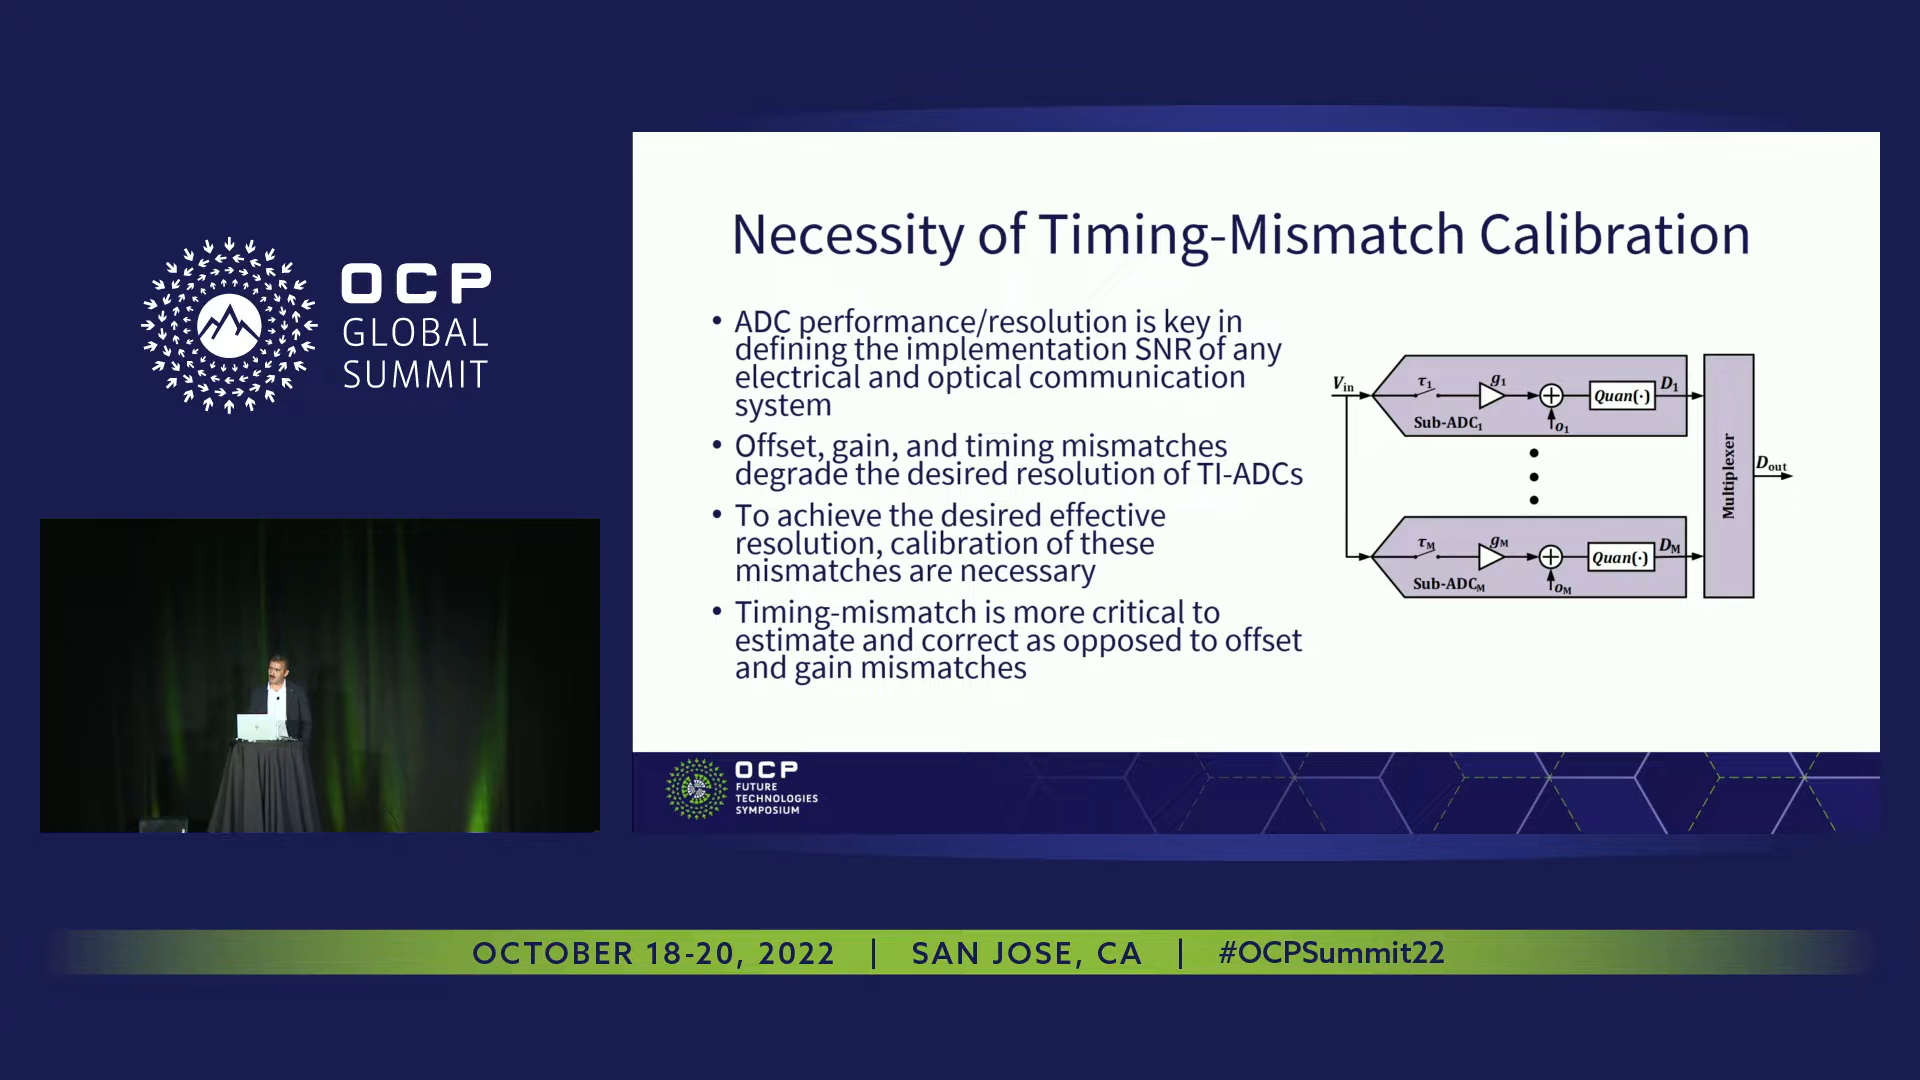 OCP
GLOBAL
SUMMIT
Necessity of Timing-Mismatch Calibration
• ADC performance/resolution is key in
defining the implementation SNR of any
electrical and optical communication
system
• Offset, gain, and timing mismatches
degrade the desired resolution of TI-ADCs
• To achieve the desired effective
resolution, calibration of these
mismatches are necessary
• Timing-mismatch is more critical to
estimate and correct as opposed to offset
and gain mismatches
Vin
τ1
g1
Quan(·)
D1
Sub-ADC1
o1
Multiplexer
Dout
τM
gM
Quan(·)
DM
Sub-ADCM
oM
OCP
FUTURE
TECHNOLOGIES
SYMPOSIUM
OCTOBER 18-20, 2022 | SAN JOSE, CA | #OCPSummit22